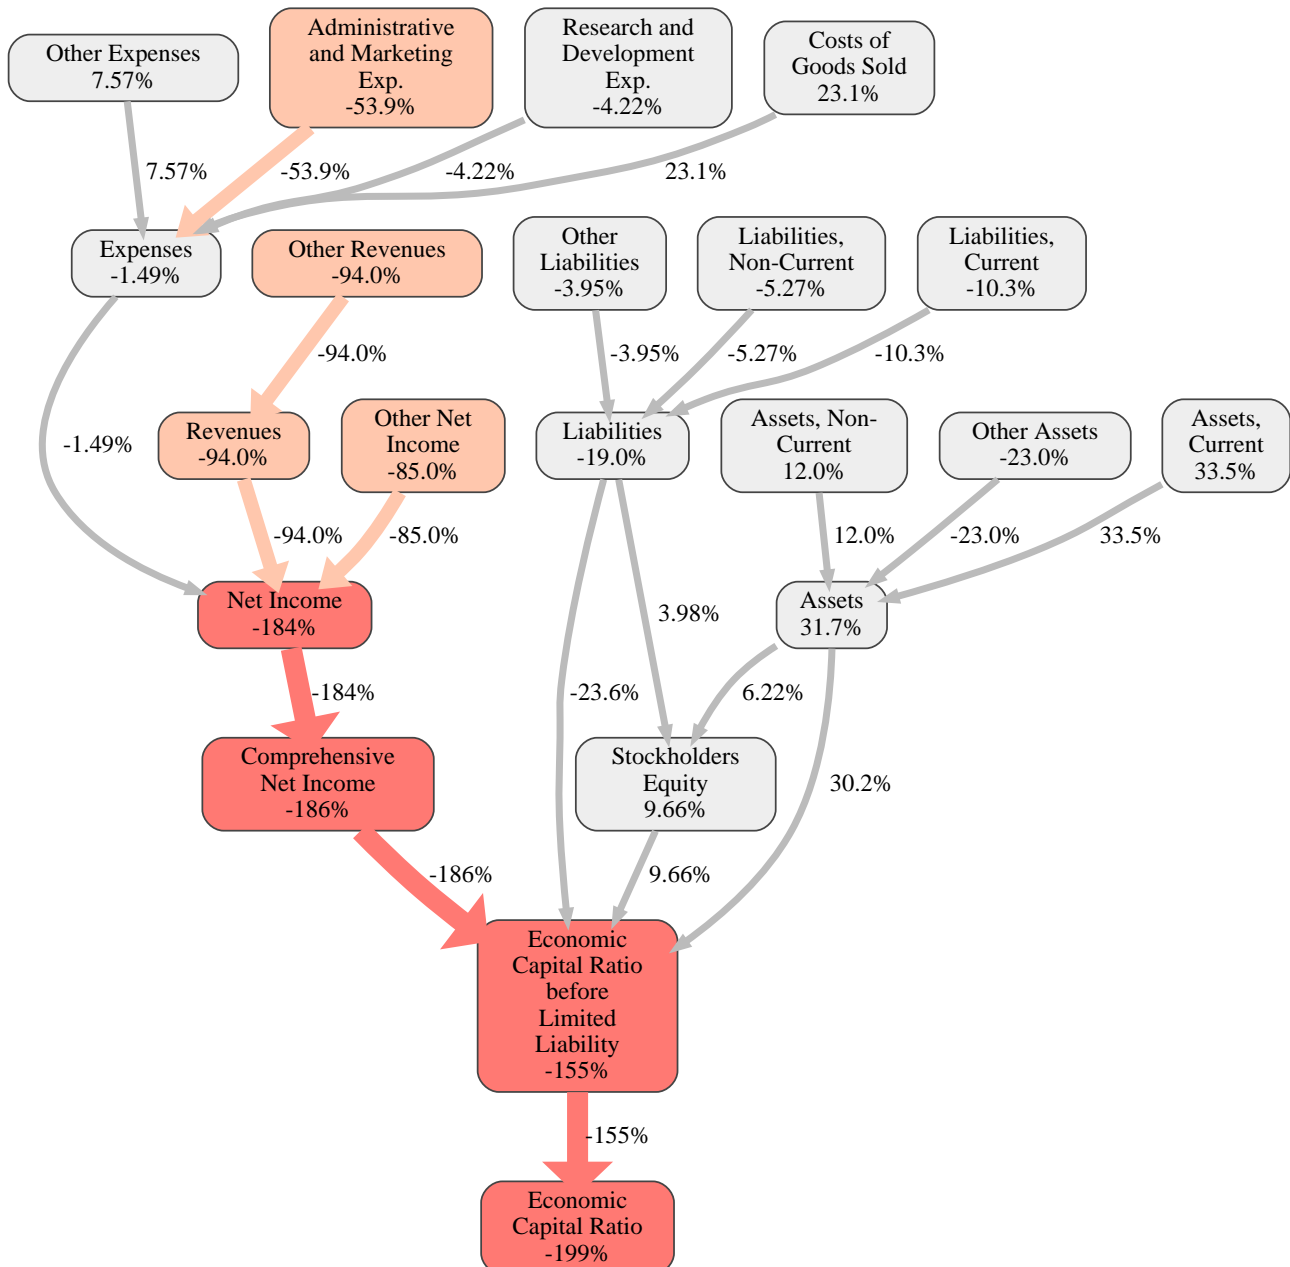 Other Expenses
7.57%
Administrative
and Marketing
Exp.
-53.9%
Research and
Development
Exp.
-4.22%
Costs of
Goods Sold
23.1%
7.57%
-53.9%
-4.22%
23.1%
Expenses
-1.49%
Other Revenues
-94.0%
Other
Liabilities
-3.95%
Liabilities,
Non-Current
-5.27%
Liabilities,
Current
-10.3%
-94.0%
-3.95%
-5.27%
-10.3%
-1.49%
Revenues
-94.0%
Other Net
Income
-85.0%
Liabilities
-19.0%
Assets, Non-
Current
12.0%
Other Assets
-23.0%
Assets,
Current
33.5%
-94.0%
-85.0%
12.0%
-23.0%
33.5%
Net Income
-184%
3.98%
Assets
31.7%
-184%
-23.6%
6.22%
Comprehensive
Net Income
-186%
Stockholders
Equity
9.66%
30.2%
-186%
9.66%
Economic
Capital Ratio
before
Limited
Liability
-155%
-155%
Economic
Capital Ratio
-199%